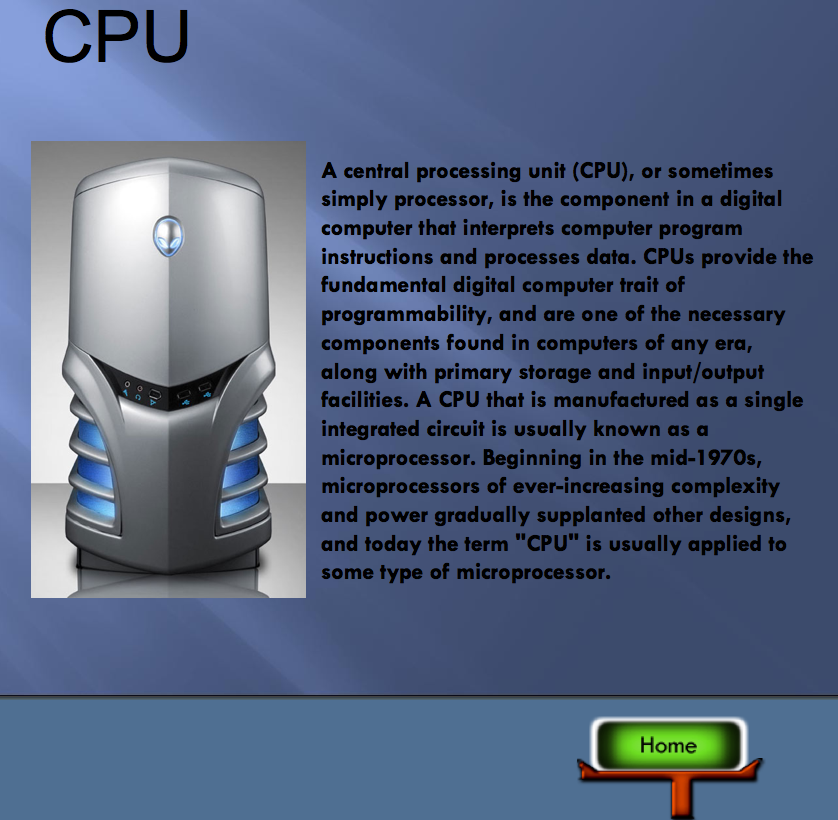 CPU
A central processing unit (CPU), or sometimes
simply processor, is the component in a digital
computer that interprets computer program
instructions and processes data. CPUs provide the
fundamental digital computer trait of
programmability, and are one of the necessary
components found in computers of any era,
along with primary storage and input/output
facilities. A CPU that is manufactured as a single
integrated circuit is usually known as a
microprocessor. Beginning in the mid-1970s,
microprocessors of ever-increasing complexity
and power gradually supplanted other designs,
and today the term "CPU" is usually applied to
some type of microprocessor.
Home